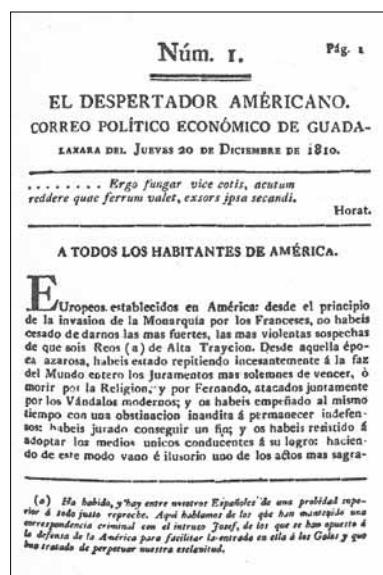 Núm. 1.
Pág. 1
EL DESPERTADOR AMÉRICANO.
CORREO POLÍTICO ECONÓMICO DE GUADA-
LAXARA DEL JUEVES 20 DE DICIEMBRE DE 1810.
. . . . . . . . Ergo fungar vice cotis, acutum
reddere quae ferrum valet, exsors jpsa secandi.
Horat.
A TODOS LOS HABITANTES DE AMÉRICA.
EUropeos establecidos en América: desde el principio
de la invasion de la Monarquía por los Franceses, no habeis
cesado de darnos las mas fuertes, las mas violentas sospechas
de que sois Reos (a) de Alta Traycion. Desde aquella épo-
ca azarosa, habeis estado repitiendo incesantemente á la faz
del Mundo entero los Juramentos mas solemnes de vencer, ò
morir por la Religion, y por Fernando, atacados juntamente
por los Vándalos modernos; y os habeis empeñado al mismo
tiempo con una obstinacion inaudita á permanecer indefen-
sos: habeis jurado conseguir un fin; y os habeis resistido á
adoptar los medios unicos conducentes á su logro: hacien-
do de este modo vano é ilusorio uno de los actos mas sagra-
(a) Ha habido, y hay entre nosotros Españoles de una probidad supe-
rior á todo justo reproche. Aquí hablamos de los que han mantenido una
correspondencia criminal con el intruso Josef, de los que se han opuesto á
la defensa de la América para facilitar la entrada en ella á los Galos y que
han tratado de perpetuar nuestra esclavitud.